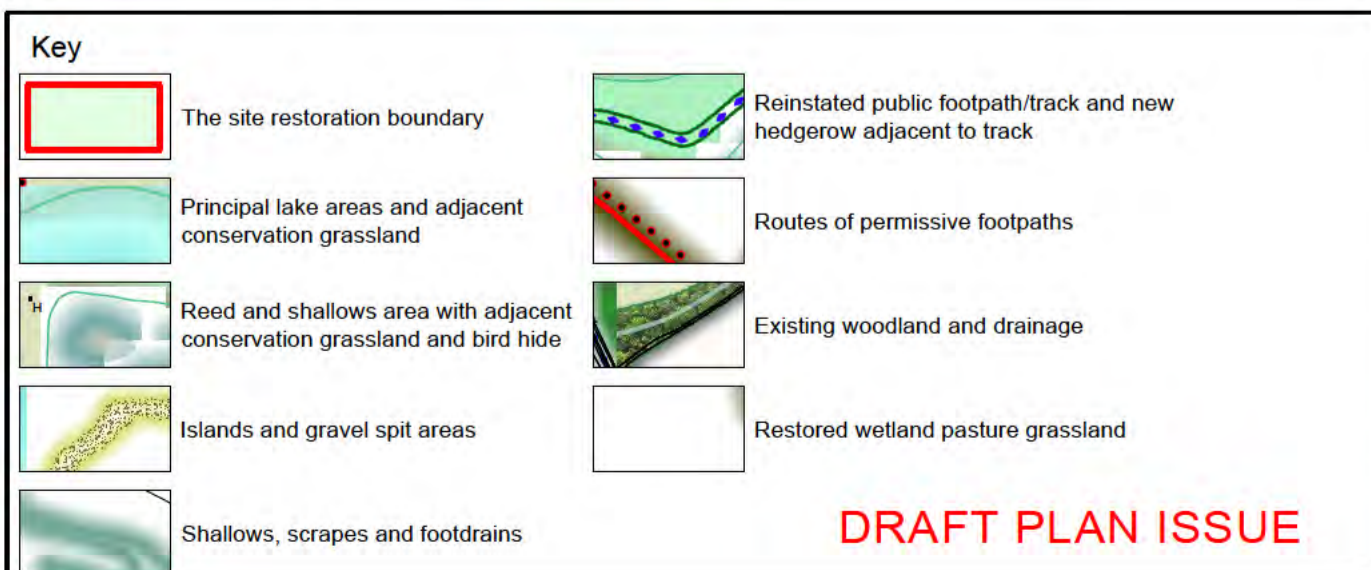 Key
The site restoration boundary
Principal lake areas and adjacent
conservation grassland
H
Reed and shallows area with adjacent
conservation grassland and bird hide
Islands and gravel spit areas
Shallows, scrapes and footdrains
Reinstated public footpath/track and new
hedgerow adjacent to track
Routes of permissive footpaths
Existing woodland and drainage
Restored wetland pasture grassland
DRAFT PLAN ISSUE